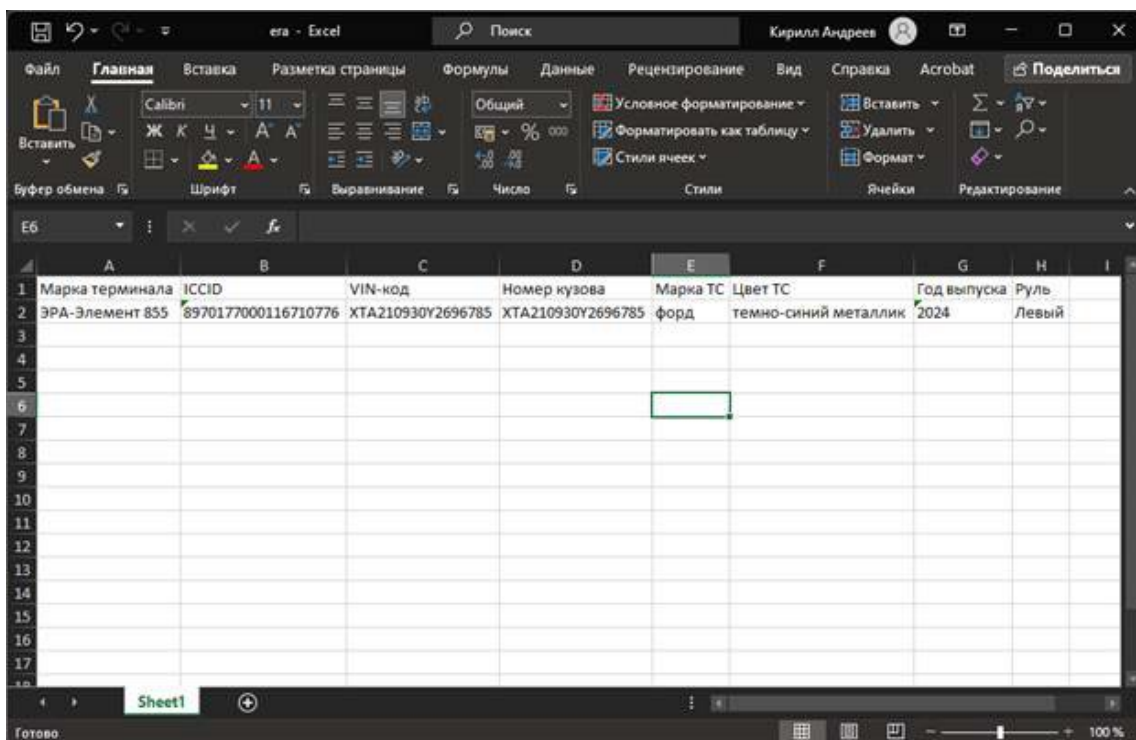 era - Excel
Поиск
Кирилл Андреев
Файл Главная Вставка Разметка страницы Формулы Данные Рецензирование Вид Справка Acrobat Поделиться
Вставить
Calibri 11
Ж К Ч A A
A
Общий
% 000
Условное форматирование
Форматировать как таблицу
Стили ячеек
Вставить
Удалить
Формат
Буфер обмена Шрифт Выравнивание Число Стили Ячейки Редактирование
E6 fx
A B C D E F G H I
1 Марка терминала ICCID VIN-код Номер кузова Марка ТС Цвет ТС Год выпуска Руль
2 ЭРА-Элемент 855 8970177000116710776 XTA210930Y2696785 XTA210930Y2696785 форд темно-синий металлик 2024 Левый
3
4
5
6
7
8
9
10
11
12
13
14
15
16
17
Sheet1
Готово 100 %